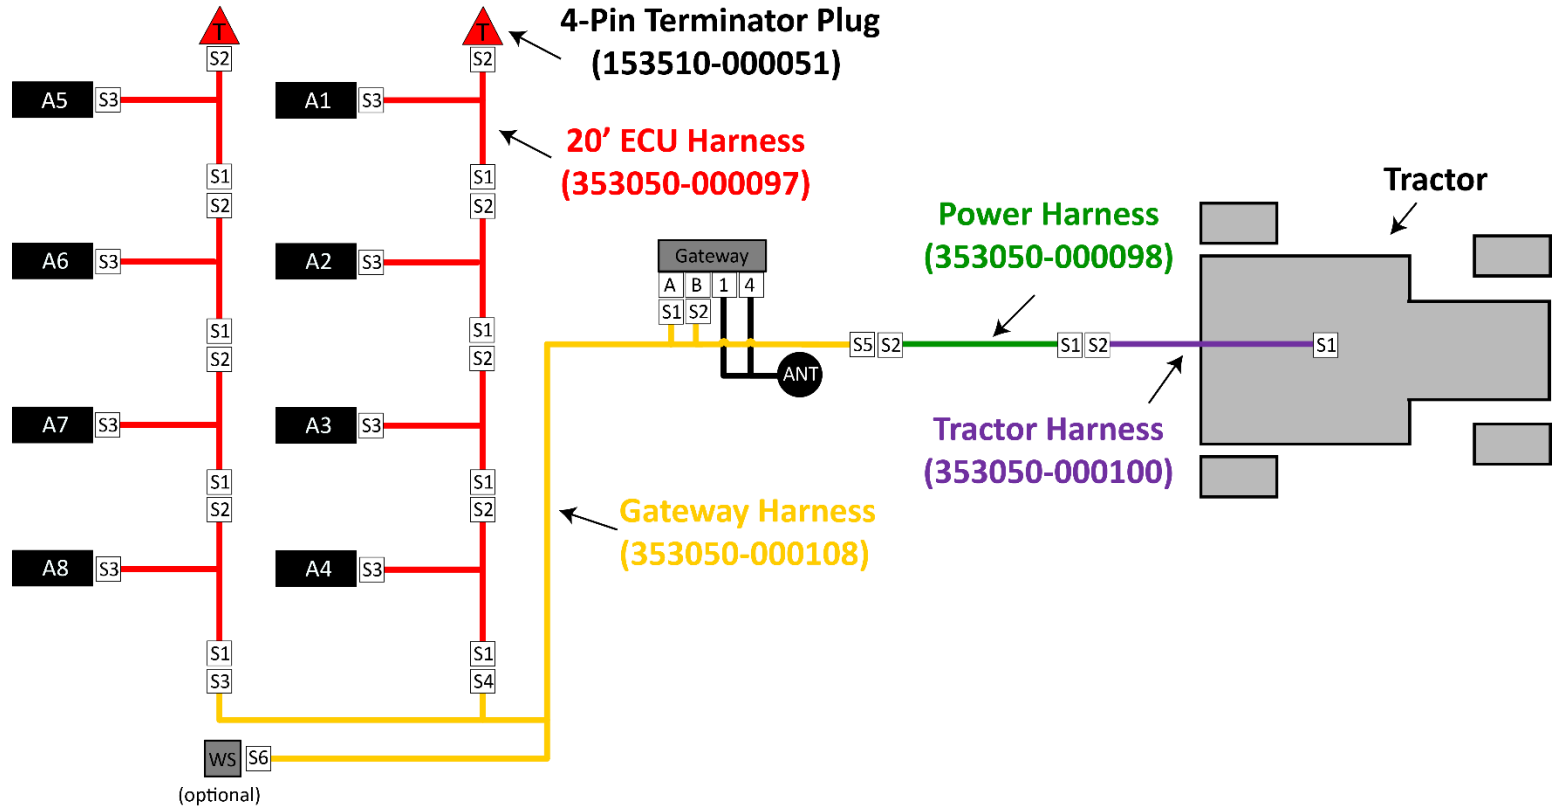 T
T
4-Pin Terminator Plug
(153510-000051)
S2
S2
A5
S3
A1
S3
20’ ECU Harness
(353050-000097)
S1
S1
S2
S2
Tractor
Power Harness
(353050-000098)
A6
S3
A2
S3
Gateway
A
B
1
4
S1
S2
S1
S1
S2
S2
S5
S2
S1
S2
S1
ANT
A7
S3
A3
S3
Tractor Harness
(353050-000100)
S1
S1
S2
S2
Gateway Harness
(353050-000108)
A8
S3
A4
S3
S1
S1
S3
S4
WS
S6
(optional)